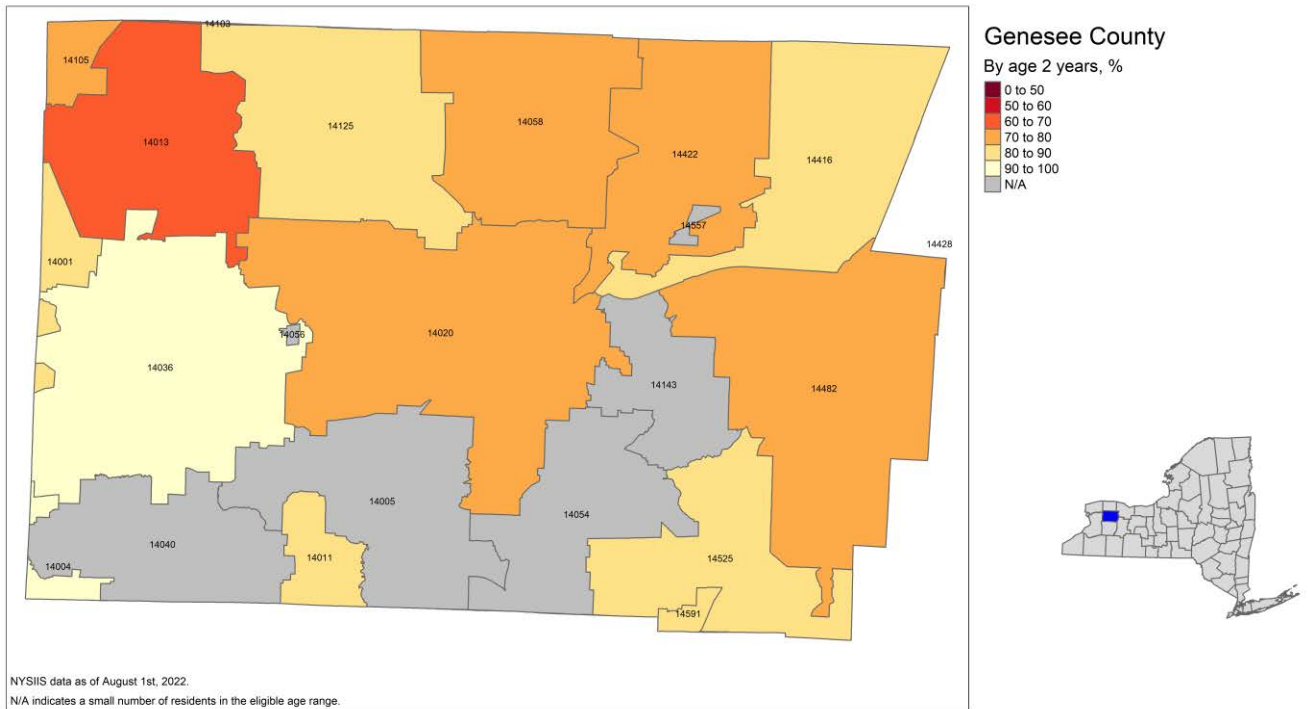 Genesee County
By age 2 years, %
0 to 50
50 to 60
60 to 70
70 to 80
80 to 90
90 to 100
N/A
14103
14105
14125
14058
14013
14422
14416
14557
14428
14001
14056
14020
14036
14143
14482
14005
14054
14040
14011
14525
14004
14591
NYSIIS data as of August 1st, 2022.
N/A indicates a small number of residents in the eligible age range.